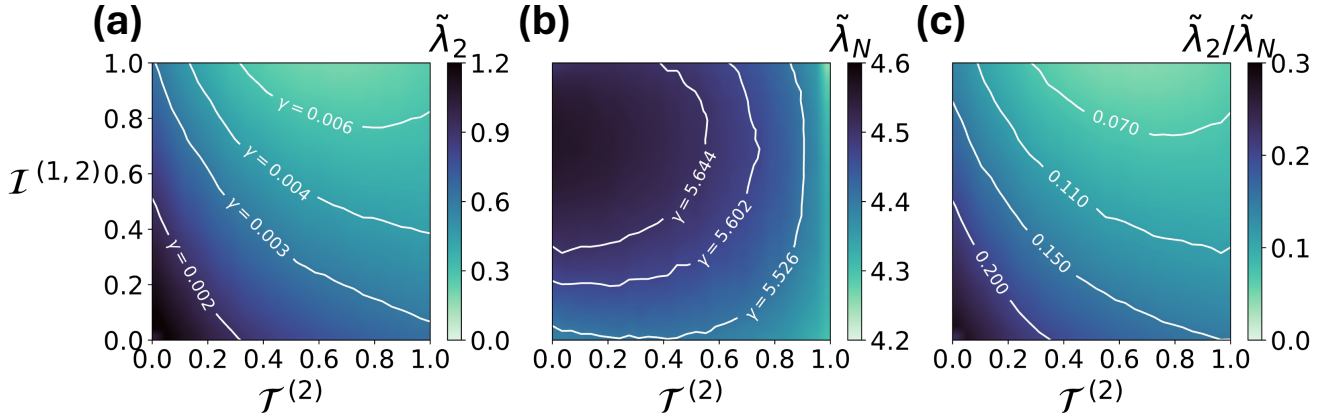 (a)
λ̃₂
1.0
0.8
0.6
0.4
0.2
0.0
ℐ⁽¹,²⁾
γ = 0.006
γ = 0.004
γ = 0.003
γ = 0.002
0.0 0.2 0.4 0.6 0.8 1.0
𝒯⁽²⁾
1.2
0.9
0.6
0.3
0.0
(b)
λ̃_N
γ = 5.644
γ = 5.602
γ = 5.526
0.0 0.2 0.4 0.6 0.8 1.0
𝒯⁽²⁾
4.6
4.5
4.4
4.3
4.2
(c)
λ̃₂/λ̃_N
0.070
0.110
0.150
0.200
0.0 0.2 0.4 0.6 0.8 1.0
𝒯⁽²⁾
0.3
0.2
0.1
0.0